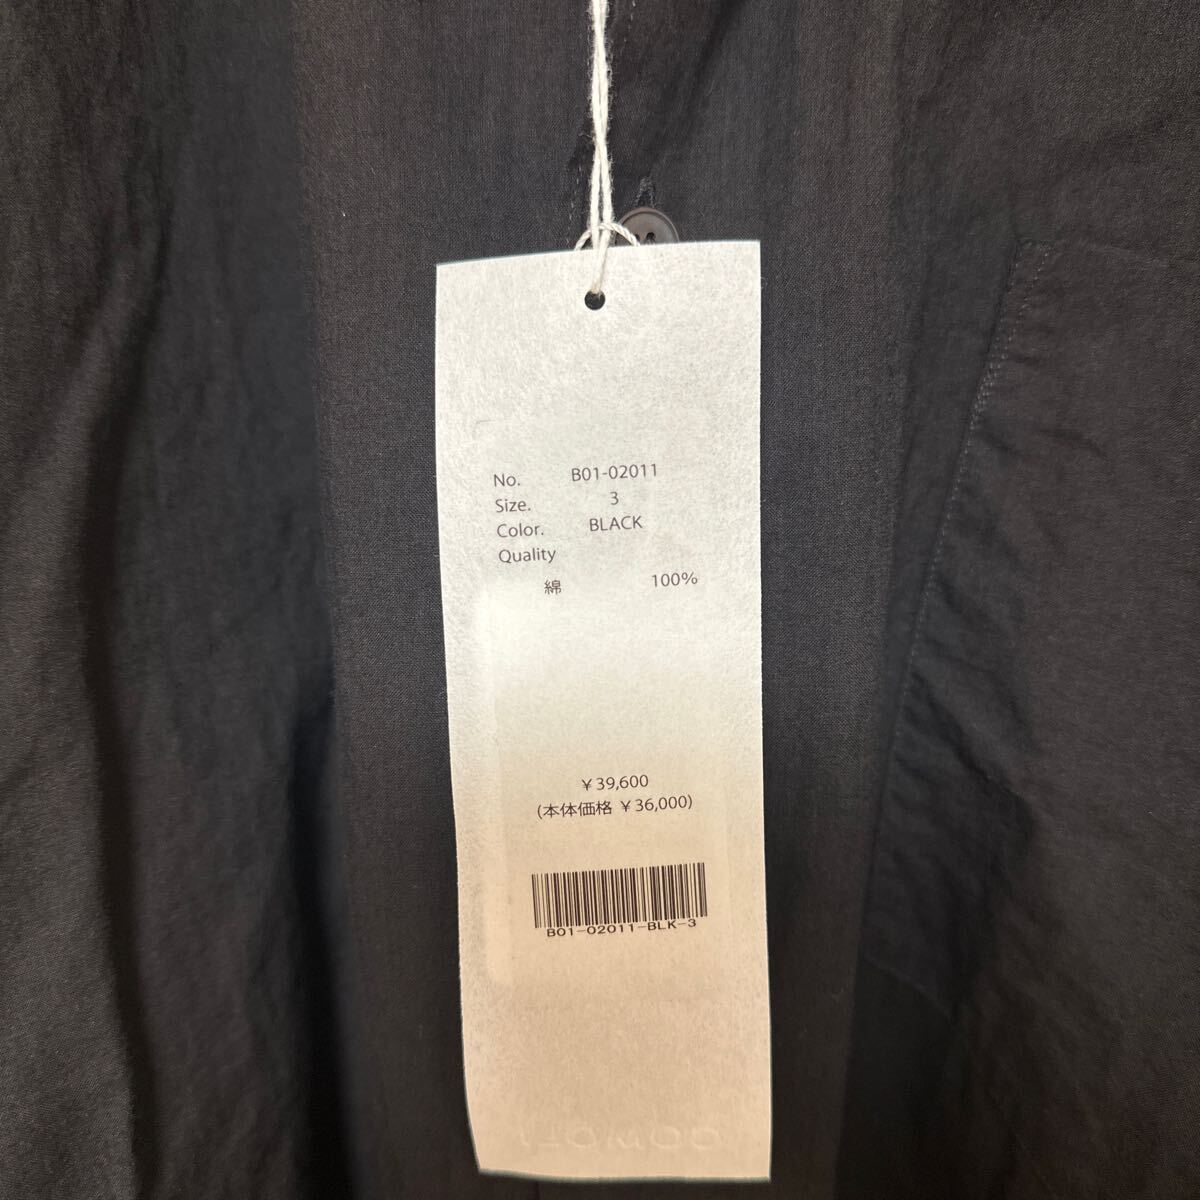 No. B01-02011
Size. 3
Color. BLACK
Quality
綿 100%
￥39,600
(本体価格 ￥36,000)
B01-02011-BLK-3